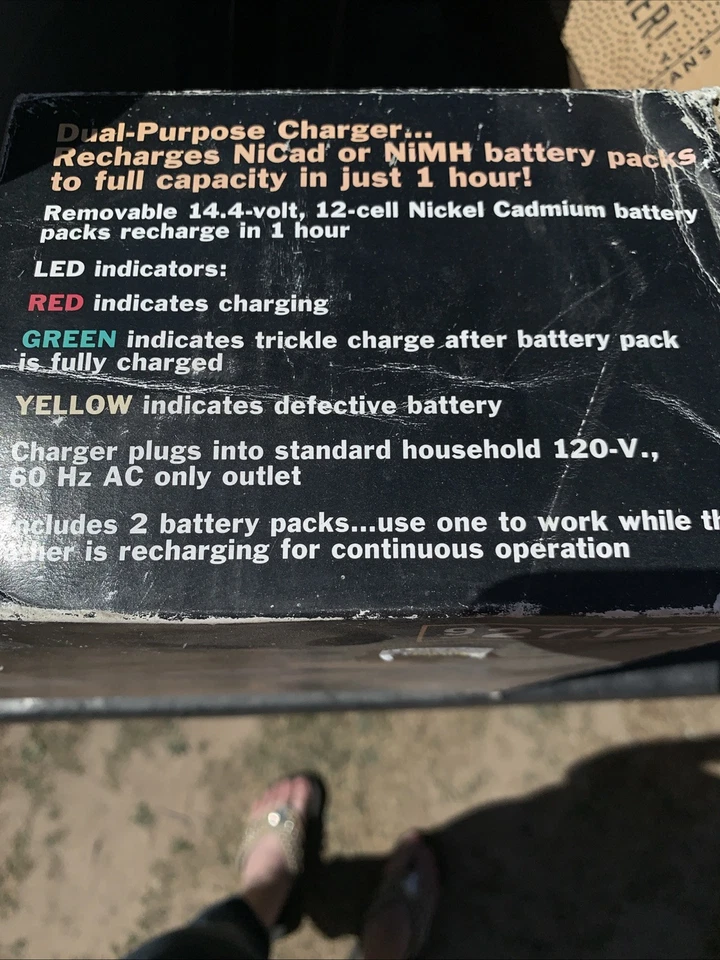 Dual-Purpose Charger...
Recharges NiCad or NiMH battery packs
to full capacity in just 1 hour!
Removable 14.4-volt, 12-cell Nickel Cadmium battery
packs recharge in 1 hour
LED indicators:
RED indicates charging
GREEN indicates trickle charge after battery pack
is fully charged
YELLOW indicates defective battery
Charger plugs into standard household 120-V.,
60 Hz AC only outlet
Includes 2 battery packs...use one to work while
is recharging for continuous operation